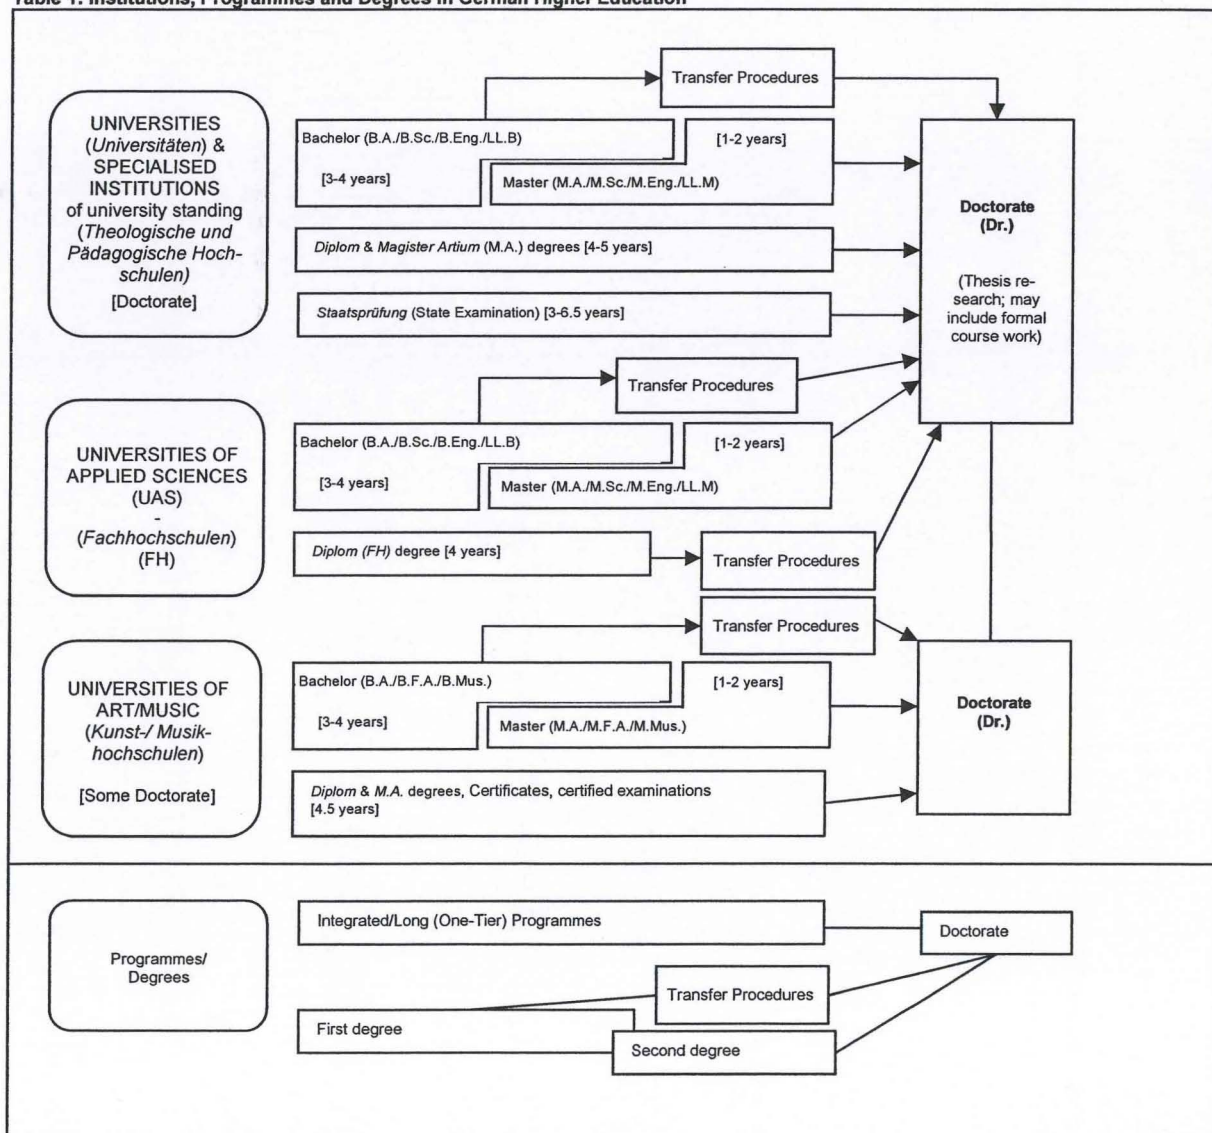 Table 1: Institutions, Programmes and Degrees in German Higher Education
Transfer Procedures
UNIVERSITIES
(Universitäten) &
SPECIALISED
INSTITUTIONS
of university standing
(Theologische und
Pädagogische Hoch-
schulen)
[Doctorate]
Bachelor (B.A./B.Sc./B.Eng./LL.B)
[3-4 years]
[1-2 years]
Master (M.A./M.Sc./M.Eng./LL.M)
Diplom & Magister Artium (M.A.) degrees [4-5 years]
Staatsprüfung (State Examination) [3-6.5 years]
Doctorate
(Dr.)
(Thesis re-
search; may
include formal
course work)
Transfer Procedures
UNIVERSITIES OF
APPLIED SCIENCES
(UAS)
-
(Fachhochschulen)
(FH)
Bachelor (B.A./B.Sc./B.Eng./LL.B)
[3-4 years]
[1-2 years]
Master (M.A./M.Sc./M.Eng./LL.M)
Diplom (FH) degree [4 years]
Transfer Procedures
Transfer Procedures
UNIVERSITIES OF
ART/MUSIC
(Kunst-/ Musik-
hochschulen)
[Some Doctorate]
Bachelor (B.A./B.F.A./B.Mus.)
[3-4 years]
[1-2 years]
Master (M.A./M.F.A./M.Mus.)
Diplom & M.A. degrees, Certificates, certified examinations
[4.5 years]
Doctorate
(Dr.)
Programmes/
Degrees
Integrated/Long (One-Tier) Programmes
Doctorate
Transfer Procedures
First degree
Second degree